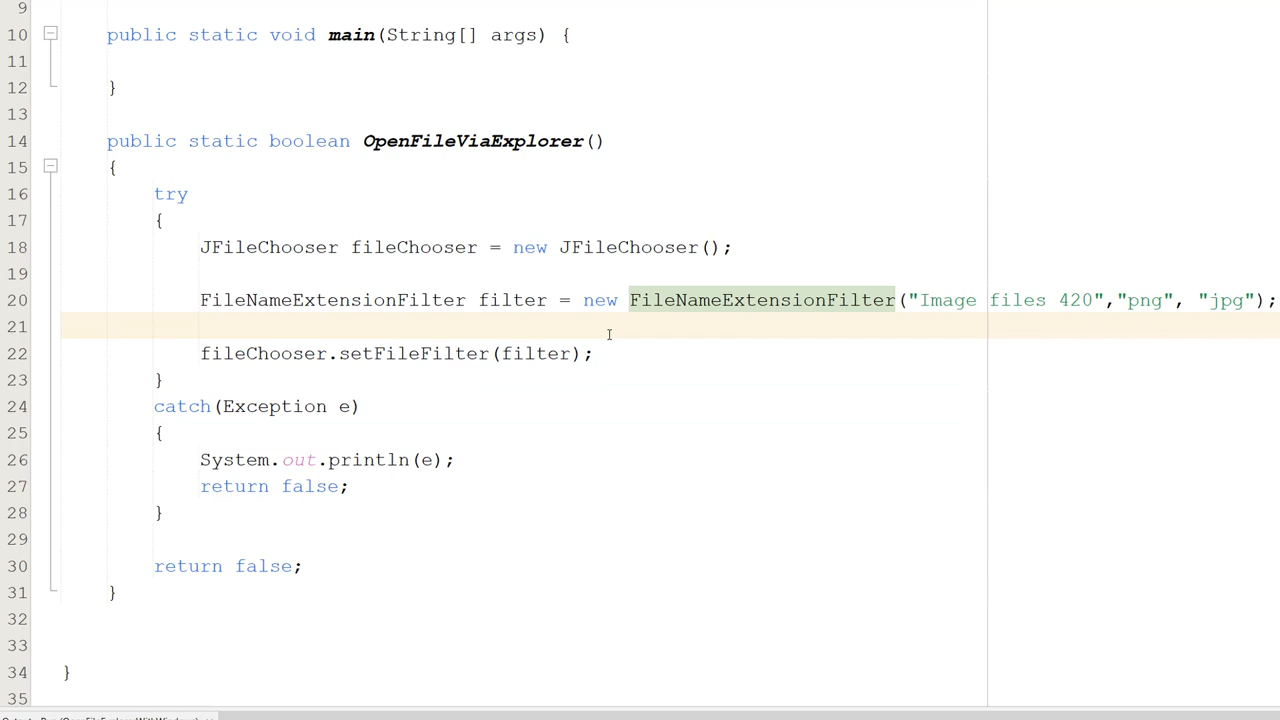 9
10 public static void main(String[] args) {
11
12 }
13
14 public static boolean OpenFileViaExplorer()
15 {
16 try
17 {
18 JFileChooser fileChooser = new JFileChooser();
19
20 FileNameExtensionFilter filter = new FileNameExtensionFilter("Image files 420","png", "jpg");
21
22 fileChooser.setFileFilter(filter);
23 }
24 catch(Exception e)
25 {
26 System.out.println(e);
27 return false;
28 }
29
30 return false;
31 }
32
33
34 }
35